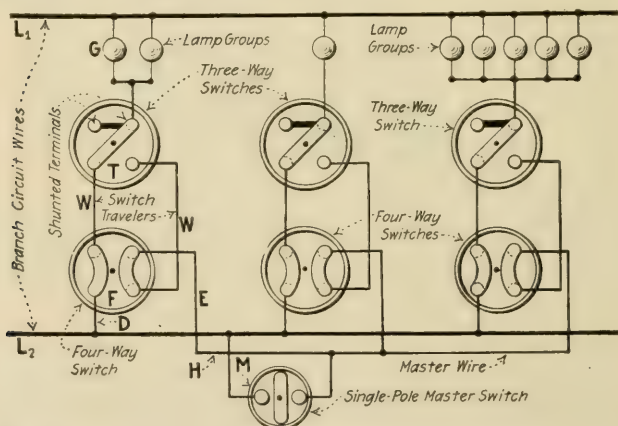 L1
G
Lamp Groups
Lamp
Groups
Three-Way
Switches
Three-Way
Switch
Shunted Terminals
T
W
Switch
Travelers
W
Four-Way
Switches
Branch Circuit Wires
F
E
D
L2
Four-Way
Switch
H
M
Master Wire
Single-Pole Master Switch